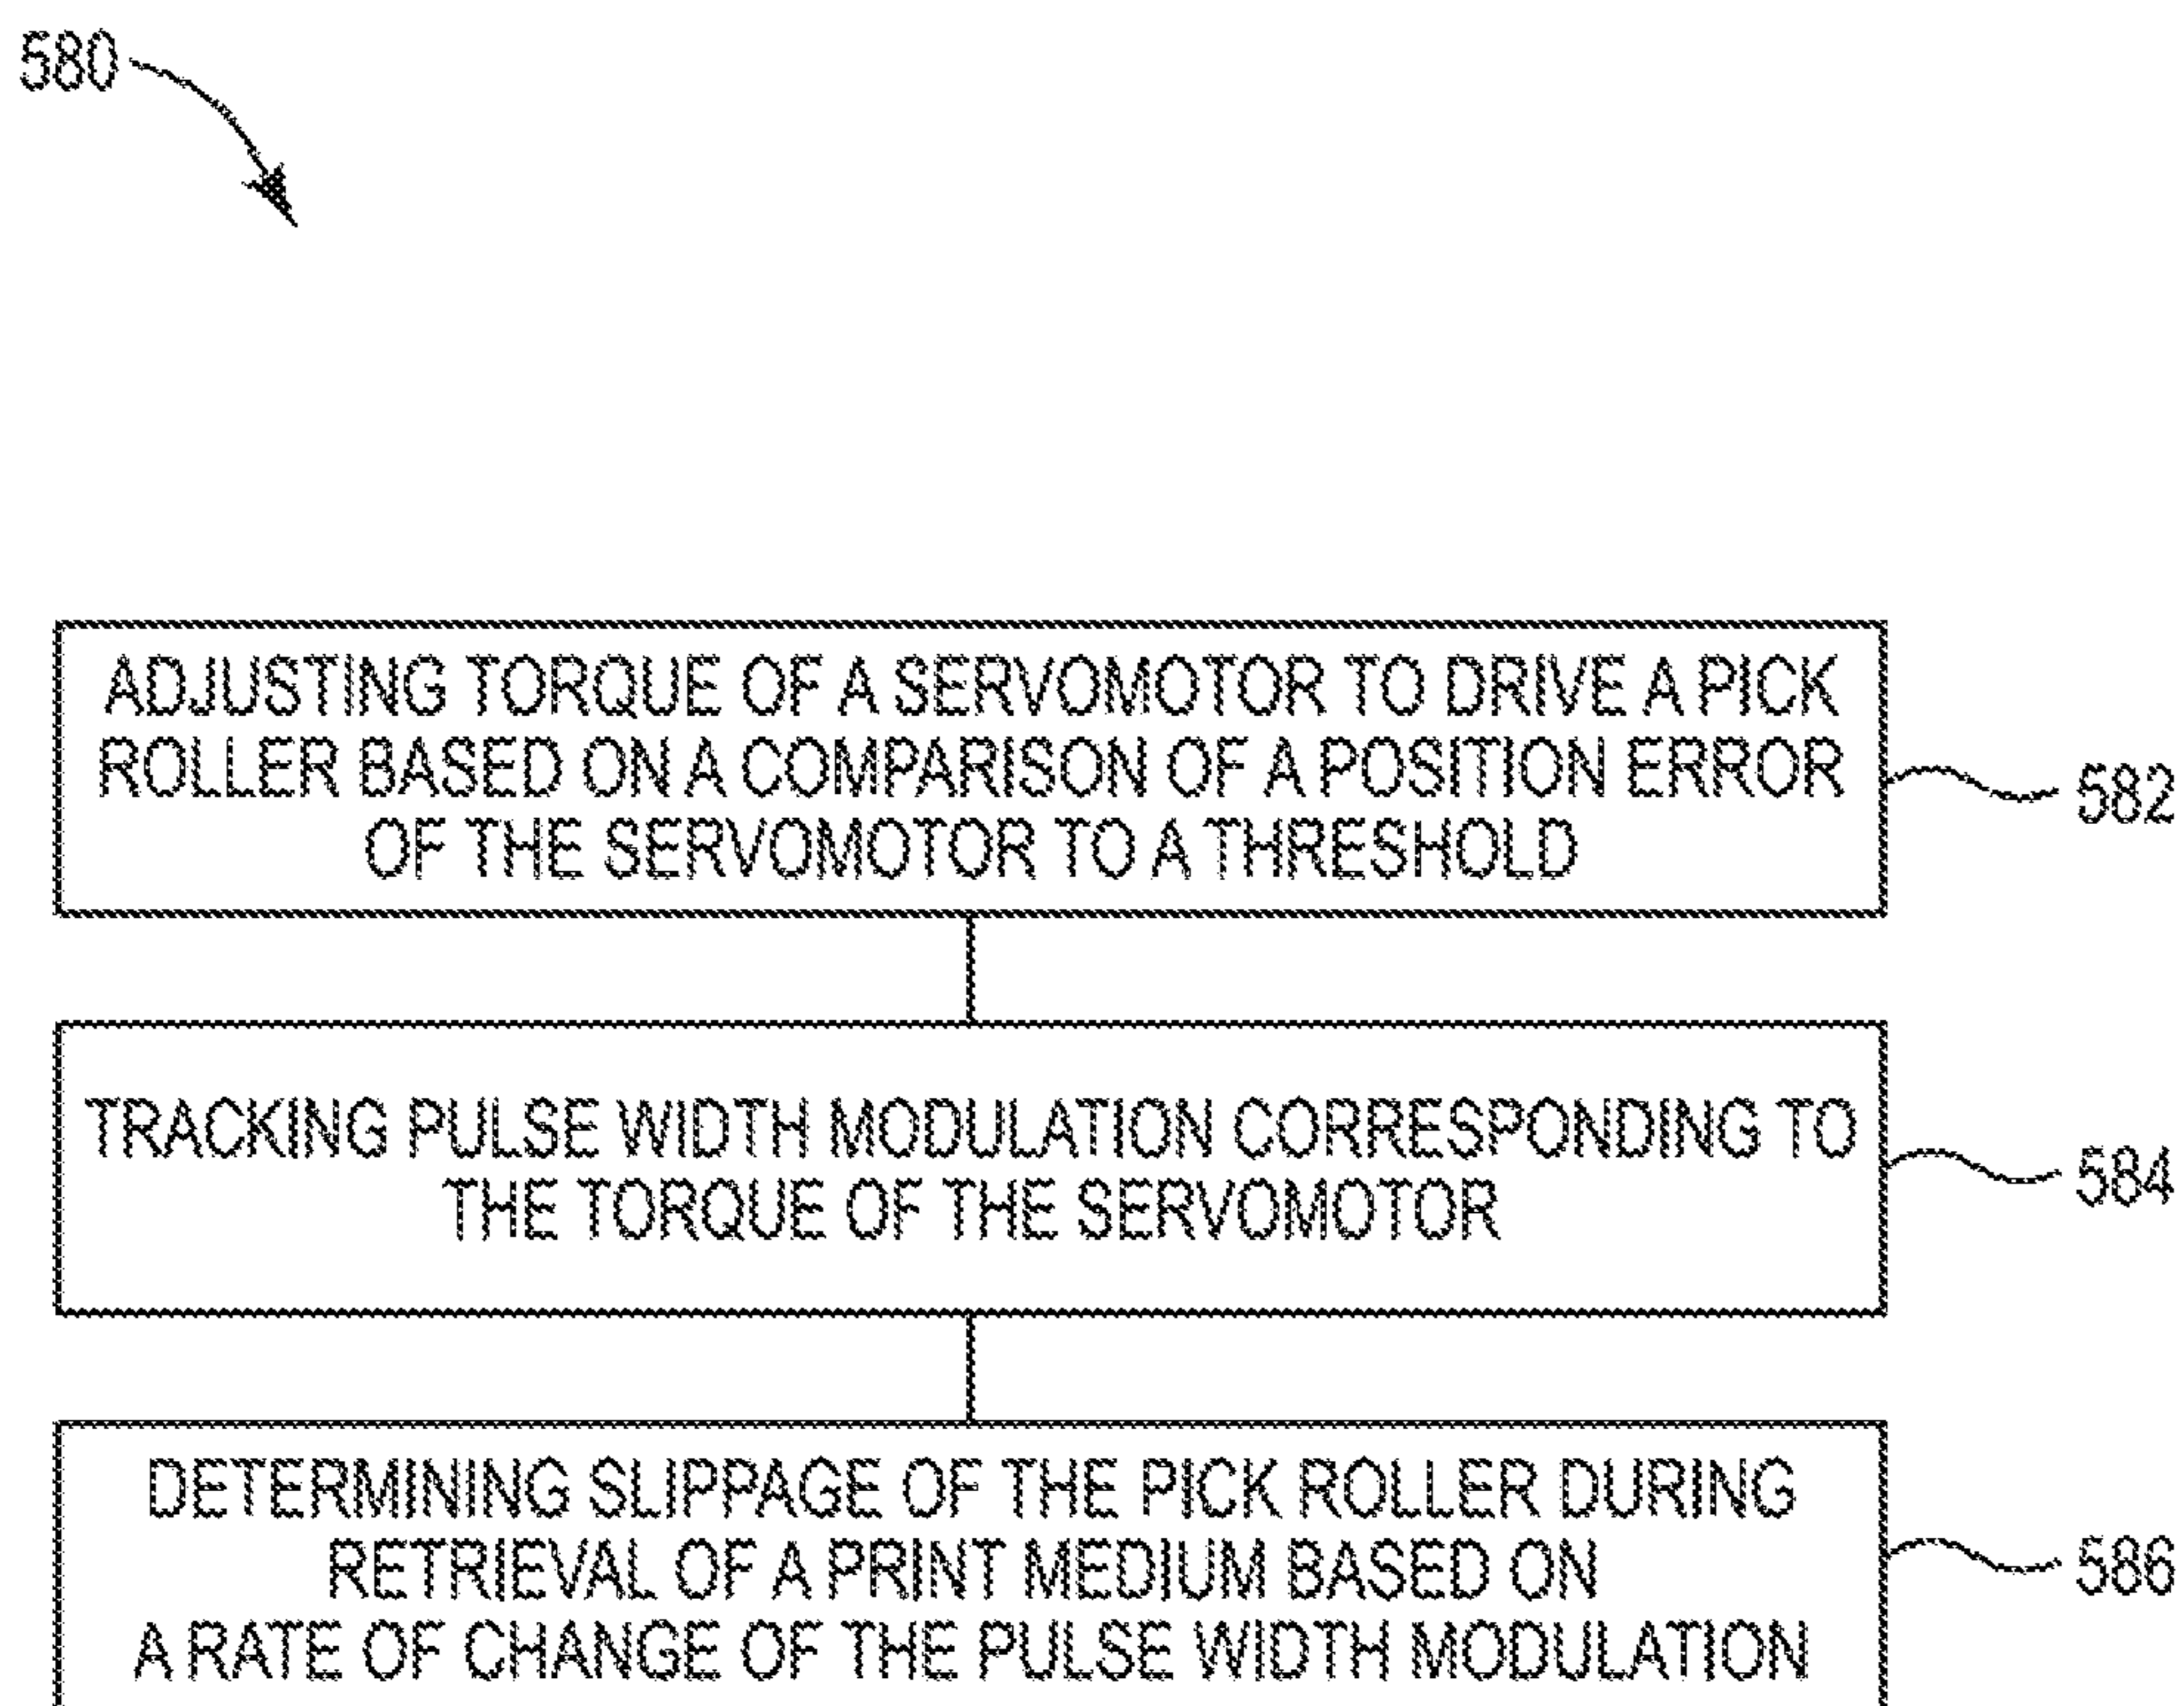 580
ADJUSTING TORQUE OF A SERVOMOTOR TO DRIVE A PICK
ROLLER BASED ON A COMPARISON OF A POSITION ERROR
OF THE SERVOMOTOR TO A THRESHOLD
582
TRACKING PULSE WIDTH MODULATION CORRESPONDING TO
THE TORQUE OF THE SERVOMOTOR
584
DETERMINING SLIPPAGE OF THE PICK ROLLER DURING
RETRIEVAL OF A PRINT MEDIUM BASED ON
A RATE OF CHANGE OF THE PULSE WIDTH MODULATION
586